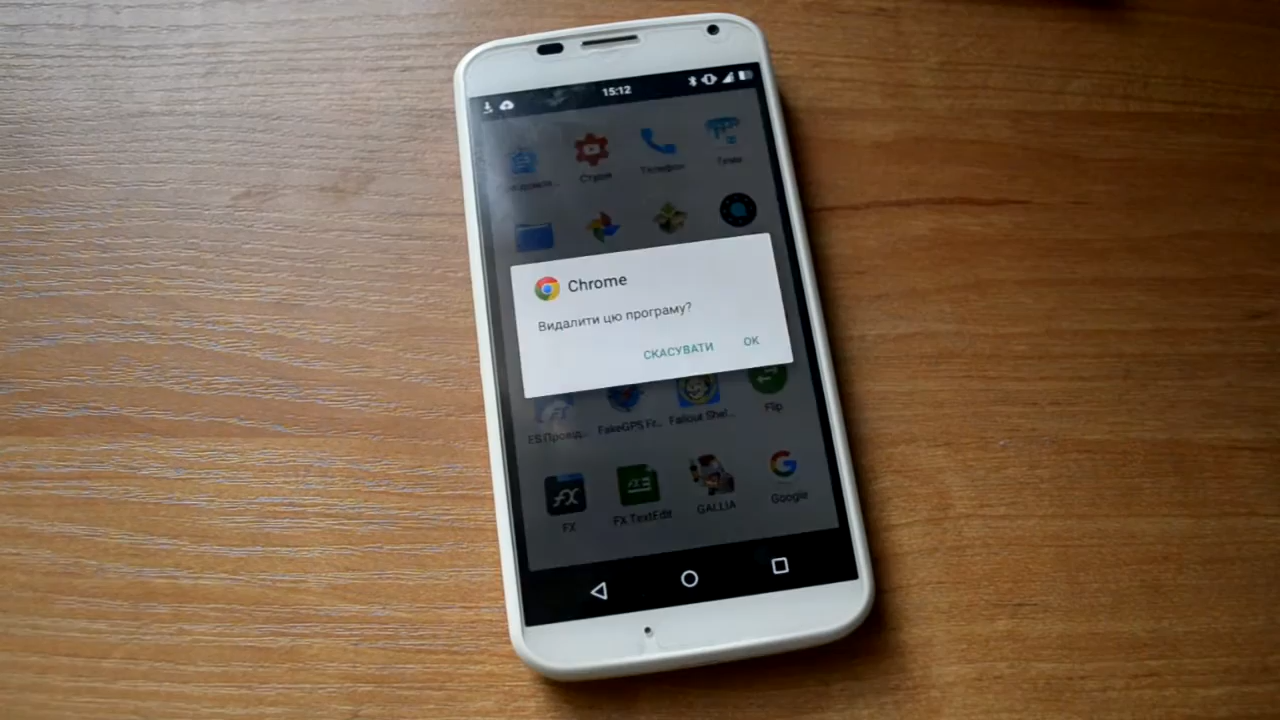 15:12
Студія
Телефон
Теми
Chrome
Видалити цю програму?
СКАСУВАТИ
OK
ES Провід...
FakeGPS Fr...
Fallout Shel...
Flip
FX
FX TextEdit
GALLIA
Google